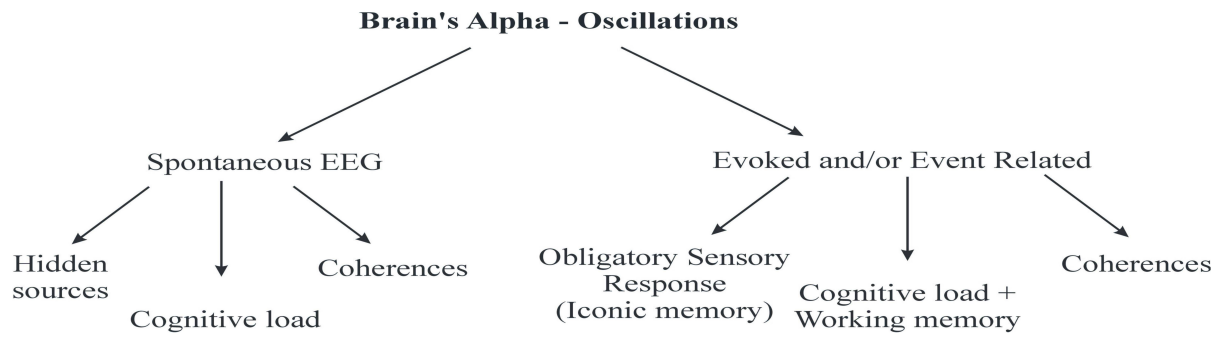 Brain's Alpha - Oscillations
Spontaneous EEG
Evoked and/or Event Related
Hidden
sources
Cognitive load
Coherences
Obligatory Sensory
Response
(Iconic memory)
Cognitive load +
Working memory
Coherences